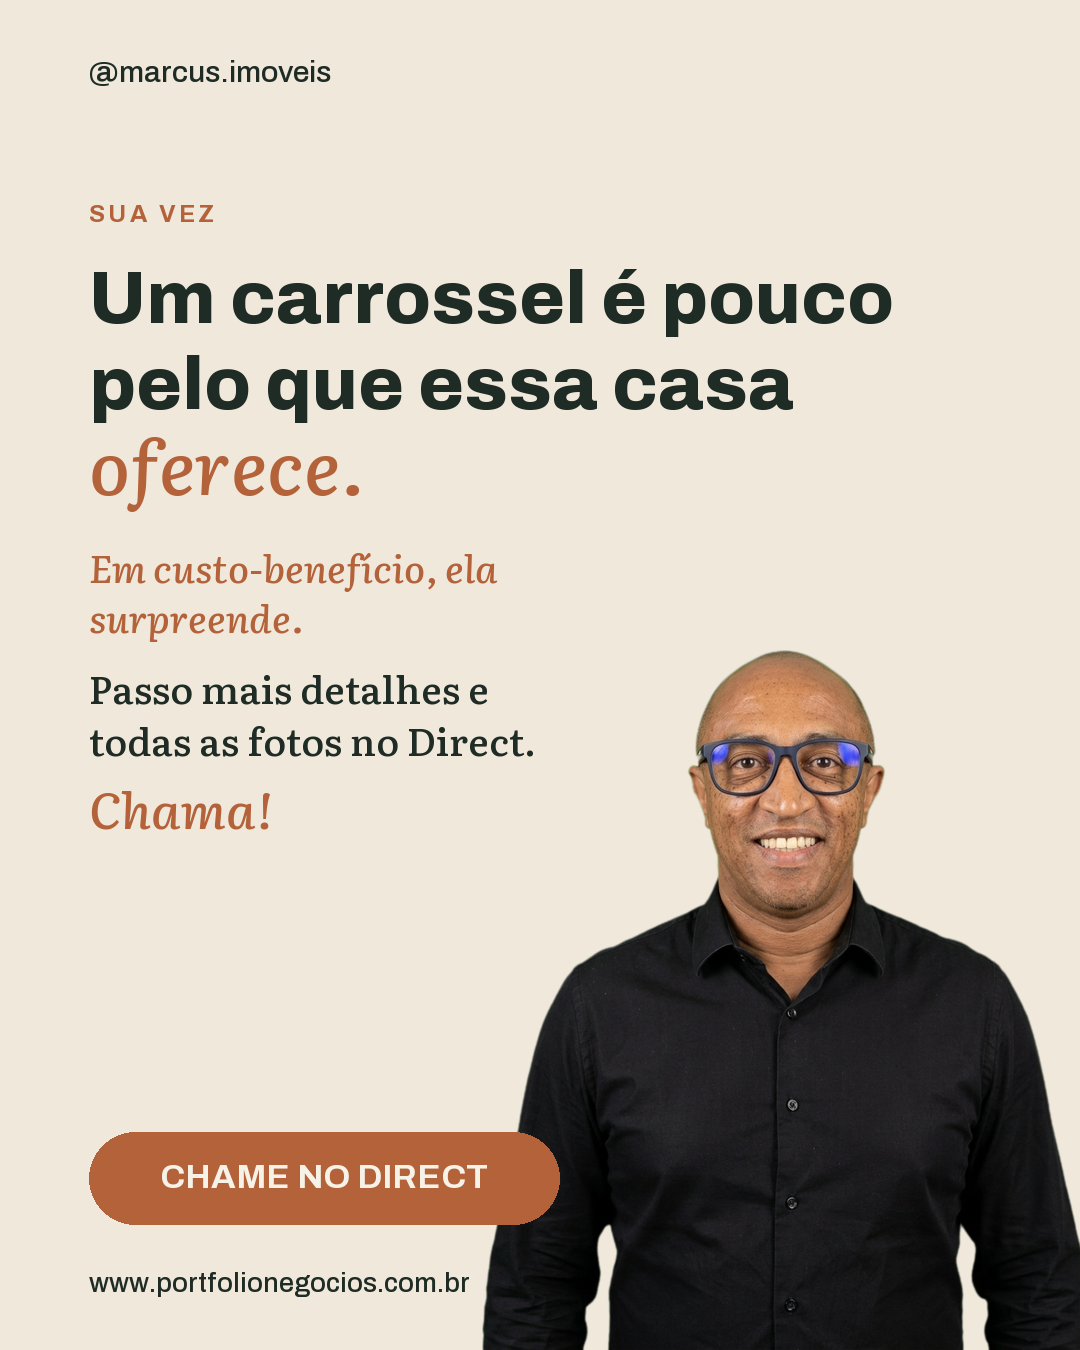 @marcus.imoveis
SUA VEZ
Um carrossel é pouco
pelo que essa casa
oferece.
Em custo-benefício, ela
surpreende.
Passo mais detalhes e
todas as fotos no Direct.
Chama!
CHAME NO DIRECT
www.portfolionegocios.com.br